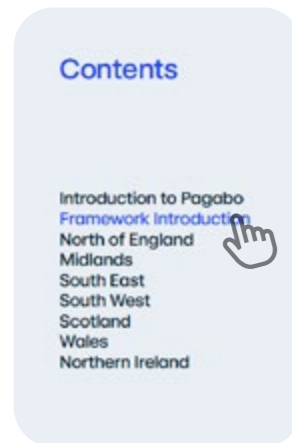 Contents
Introduction to Pagabo
Framework Introduction
North of England
Midlands
South East
South West
Scotland
Wales
Northern Ireland